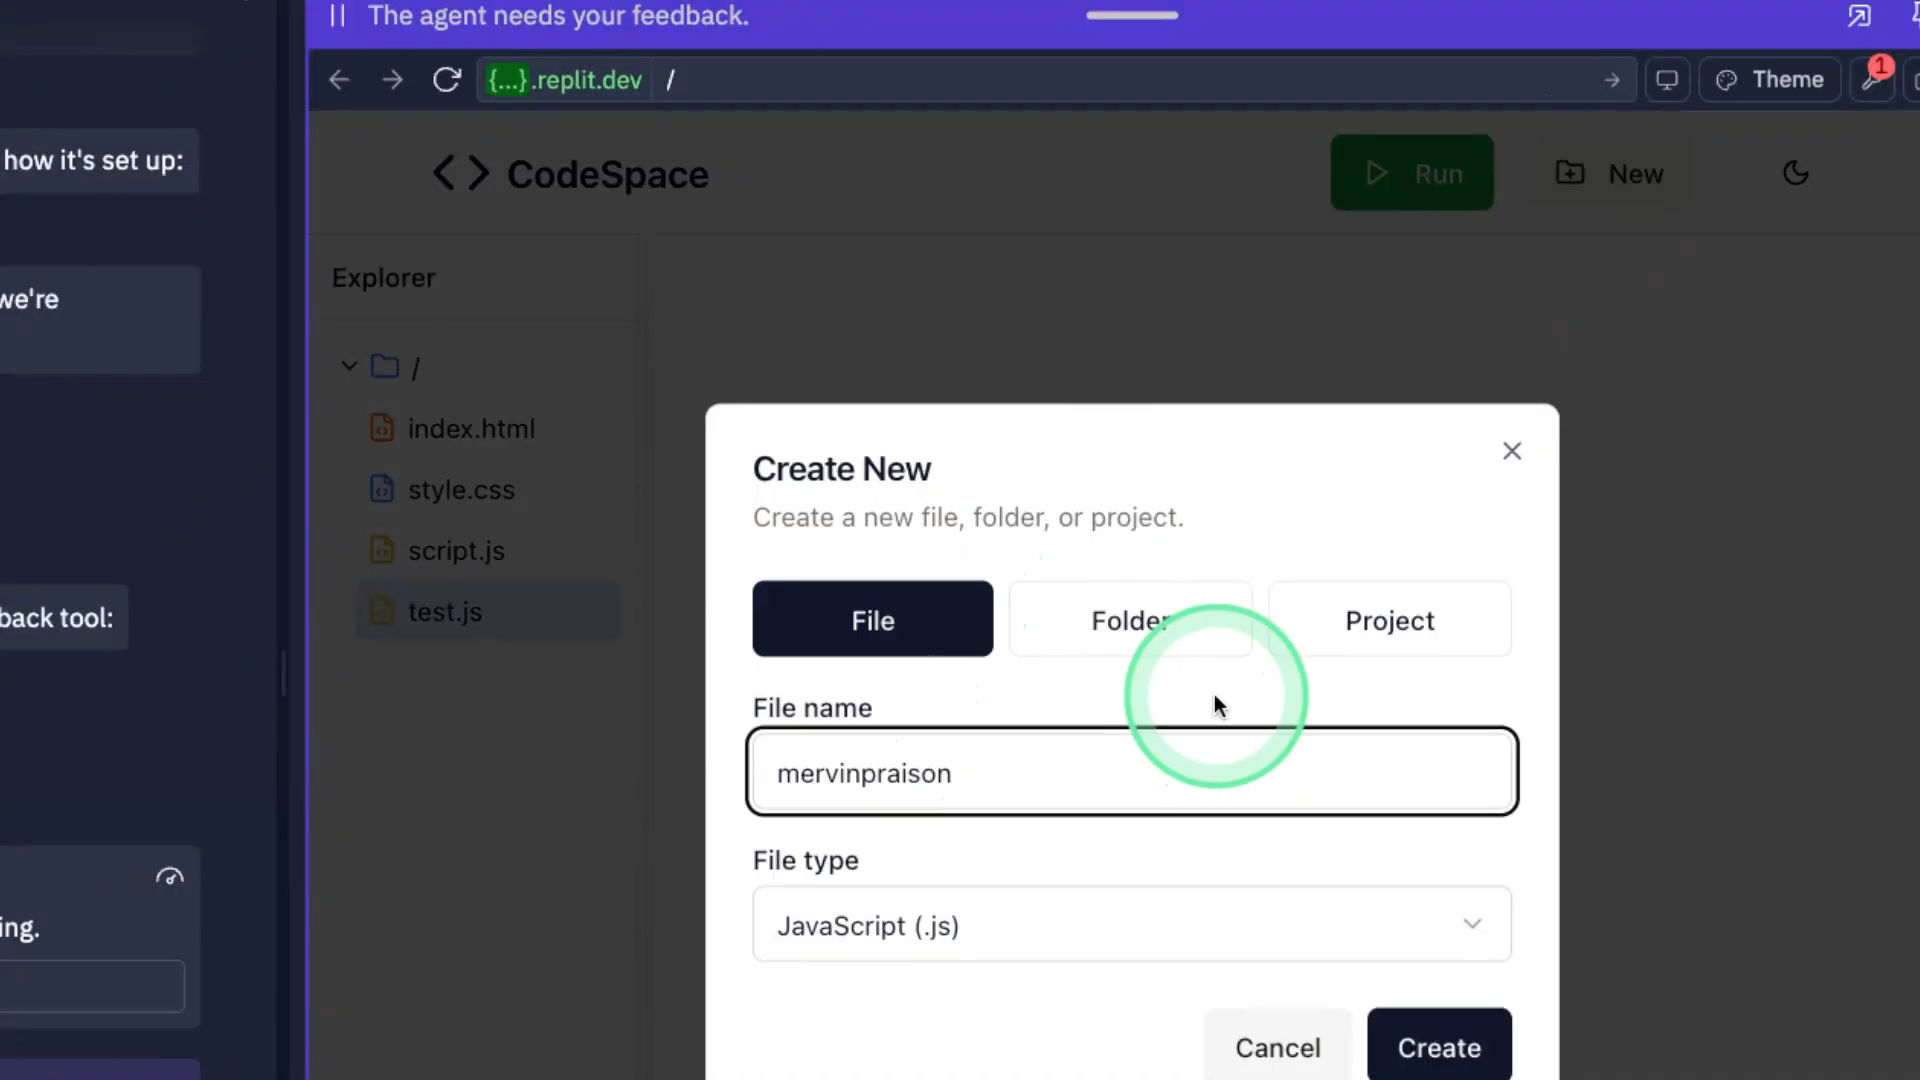 The agent needs your feedback.
{...}.replit.dev /
Theme
1
how it's set up:
we're
back tool:
ing.
CodeSpace
Run
New
Explorer
/
index.html
style.css
script.js
test.js
Create New
Create a new file, folder, or project.
File
Folder
Project
File name
mervinpraison
File type
JavaScript (.js)
Cancel
Create